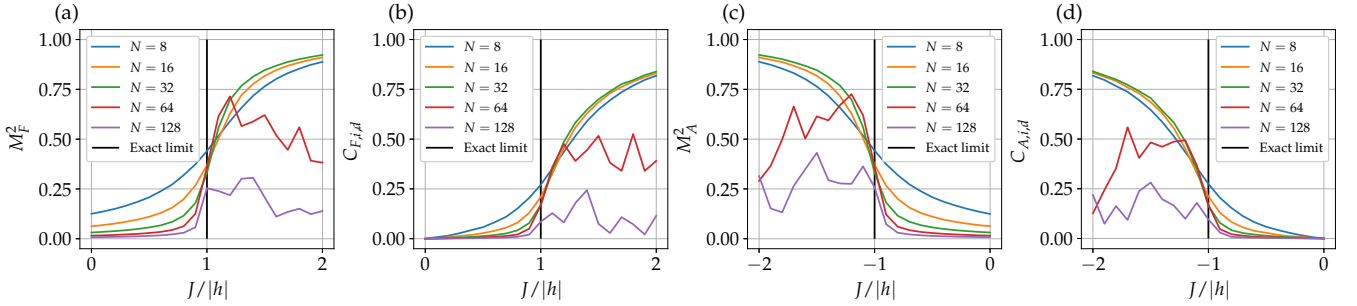 (a)
1.00
0.75
0.50
0.25
0.00
M_F^2
N = 8
N = 16
N = 32
N = 64
N = 128
Exact limit
0
1
2
J/|h|
(b)
1.00
0.75
0.50
0.25
0.00
C_{F,i,d}
N = 8
N = 16
N = 32
N = 64
N = 128
Exact limit
0
1
2
J/|h|
(c)
1.00
0.75
0.50
0.25
0.00
M_A^2
N = 8
N = 16
N = 32
N = 64
N = 128
Exact limit
−2
−1
0
J/|h|
(d)
1.00
0.75
0.50
0.25
0.00
C_{A,i,d}
N = 8
N = 16
N = 32
N = 64
N = 128
Exact limit
−2
−1
0
J/|h|